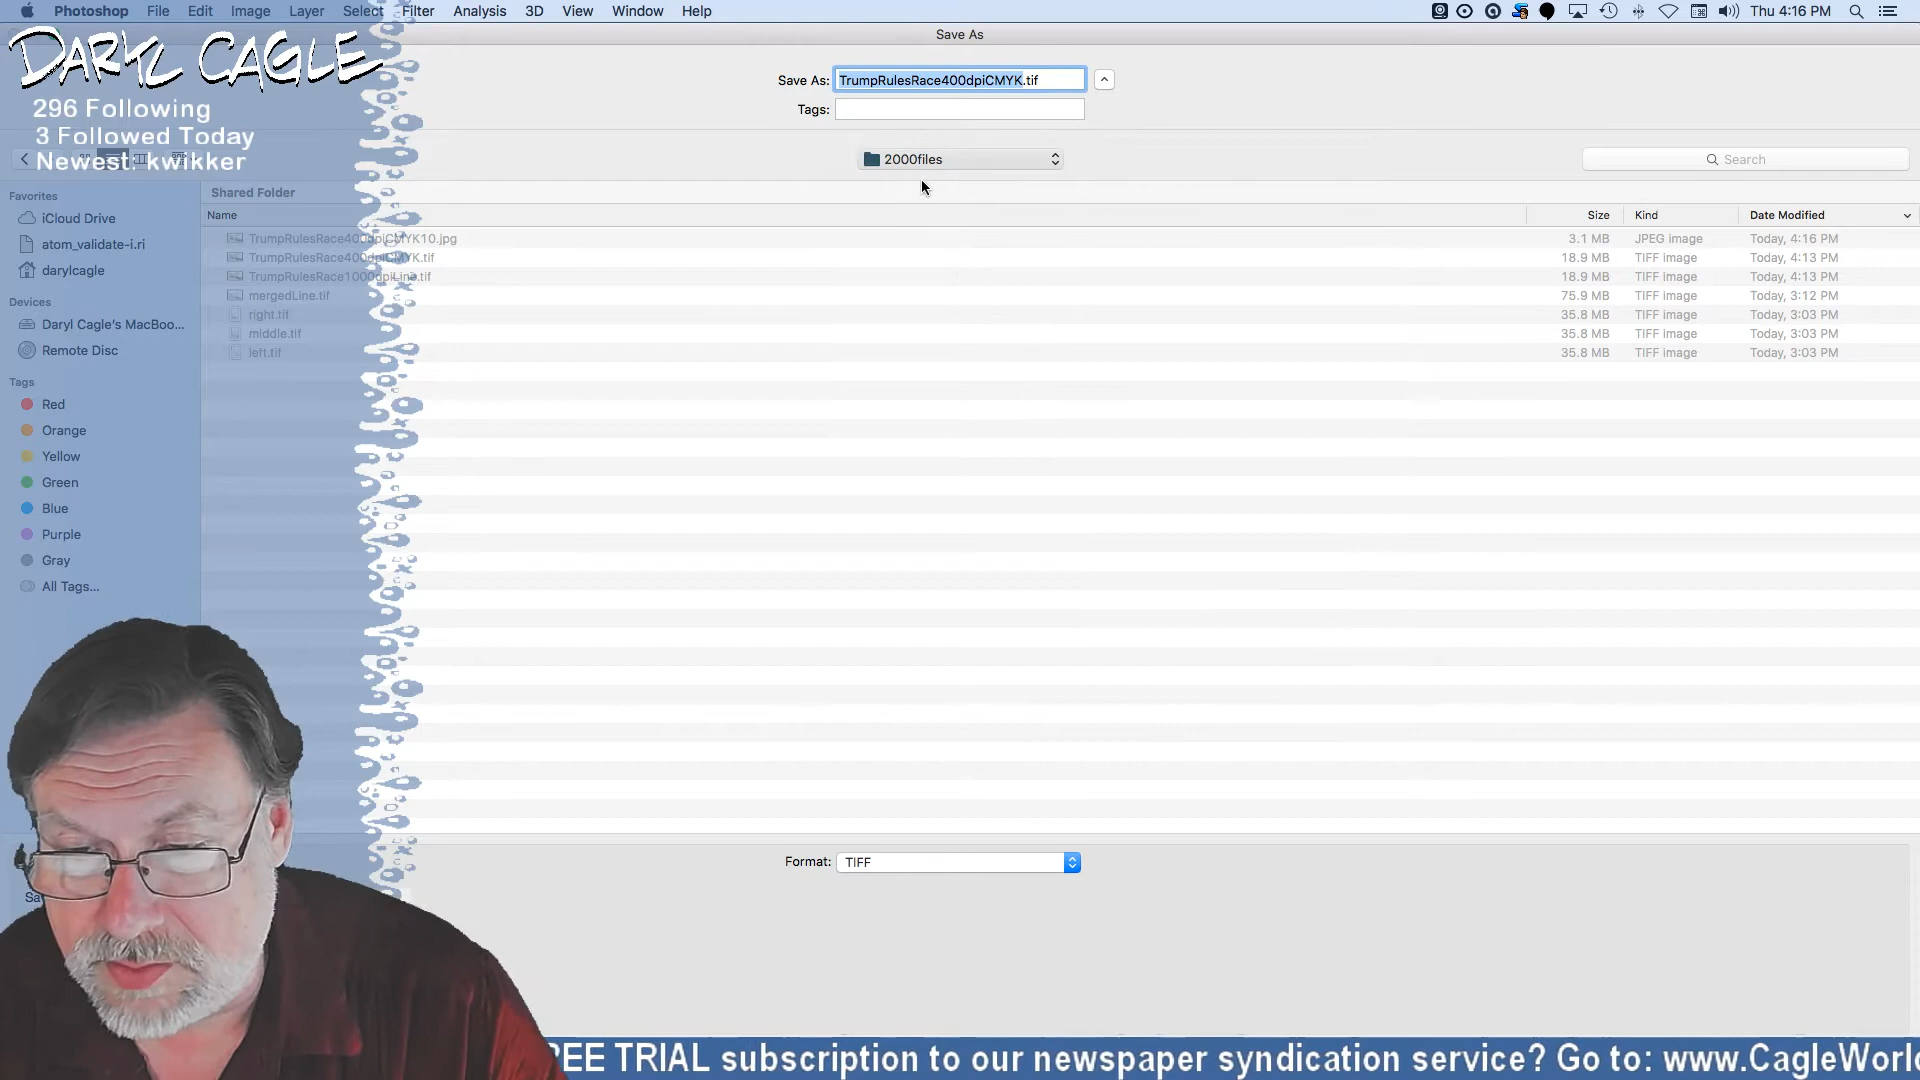 Photoshop File Edit Image Layer Select Filter Analysis 3D View Window Help
Thu 4:16 PM
Save As
DARYL CAGLE
296 Following
3 Followed Today
Newest: kwikker
Save As: TrumpRulesRace400dpiCMYK.tif
Tags:
2000files
Search
Favorites
iCloud Drive
atom_validate-i.ri
darylcagle
Devices
Daryl Cagle's MacBoo...
Remote Disc
Tags
Red
Orange
Yellow
Green
Blue
Purple
Gray
All Tags...
Shared Folder
Name Size Kind Date Modified
TrumpRulesRace400dpiCMYK10.jpg 3.1 MB JPEG image Today, 4:16 PM
TrumpRulesRace400dpiCMYK.tif 18.9 MB TIFF image Today, 4:13 PM
TrumpRulesRace1000dpiLine.tif 18.9 MB TIFF image Today, 4:13 PM
mergedLine.tif 75.9 MB TIFF image Today, 3:12 PM
right.tif 35.8 MB TIFF image Today, 3:03 PM
middle.tif 35.8 MB TIFF image Today, 3:03 PM
left.tif 35.8 MB TIFF image Today, 3:03 PM
Format: TIFF
REE TRIAL subscription to our newspaper syndication service? Go to: www.CagleWorl